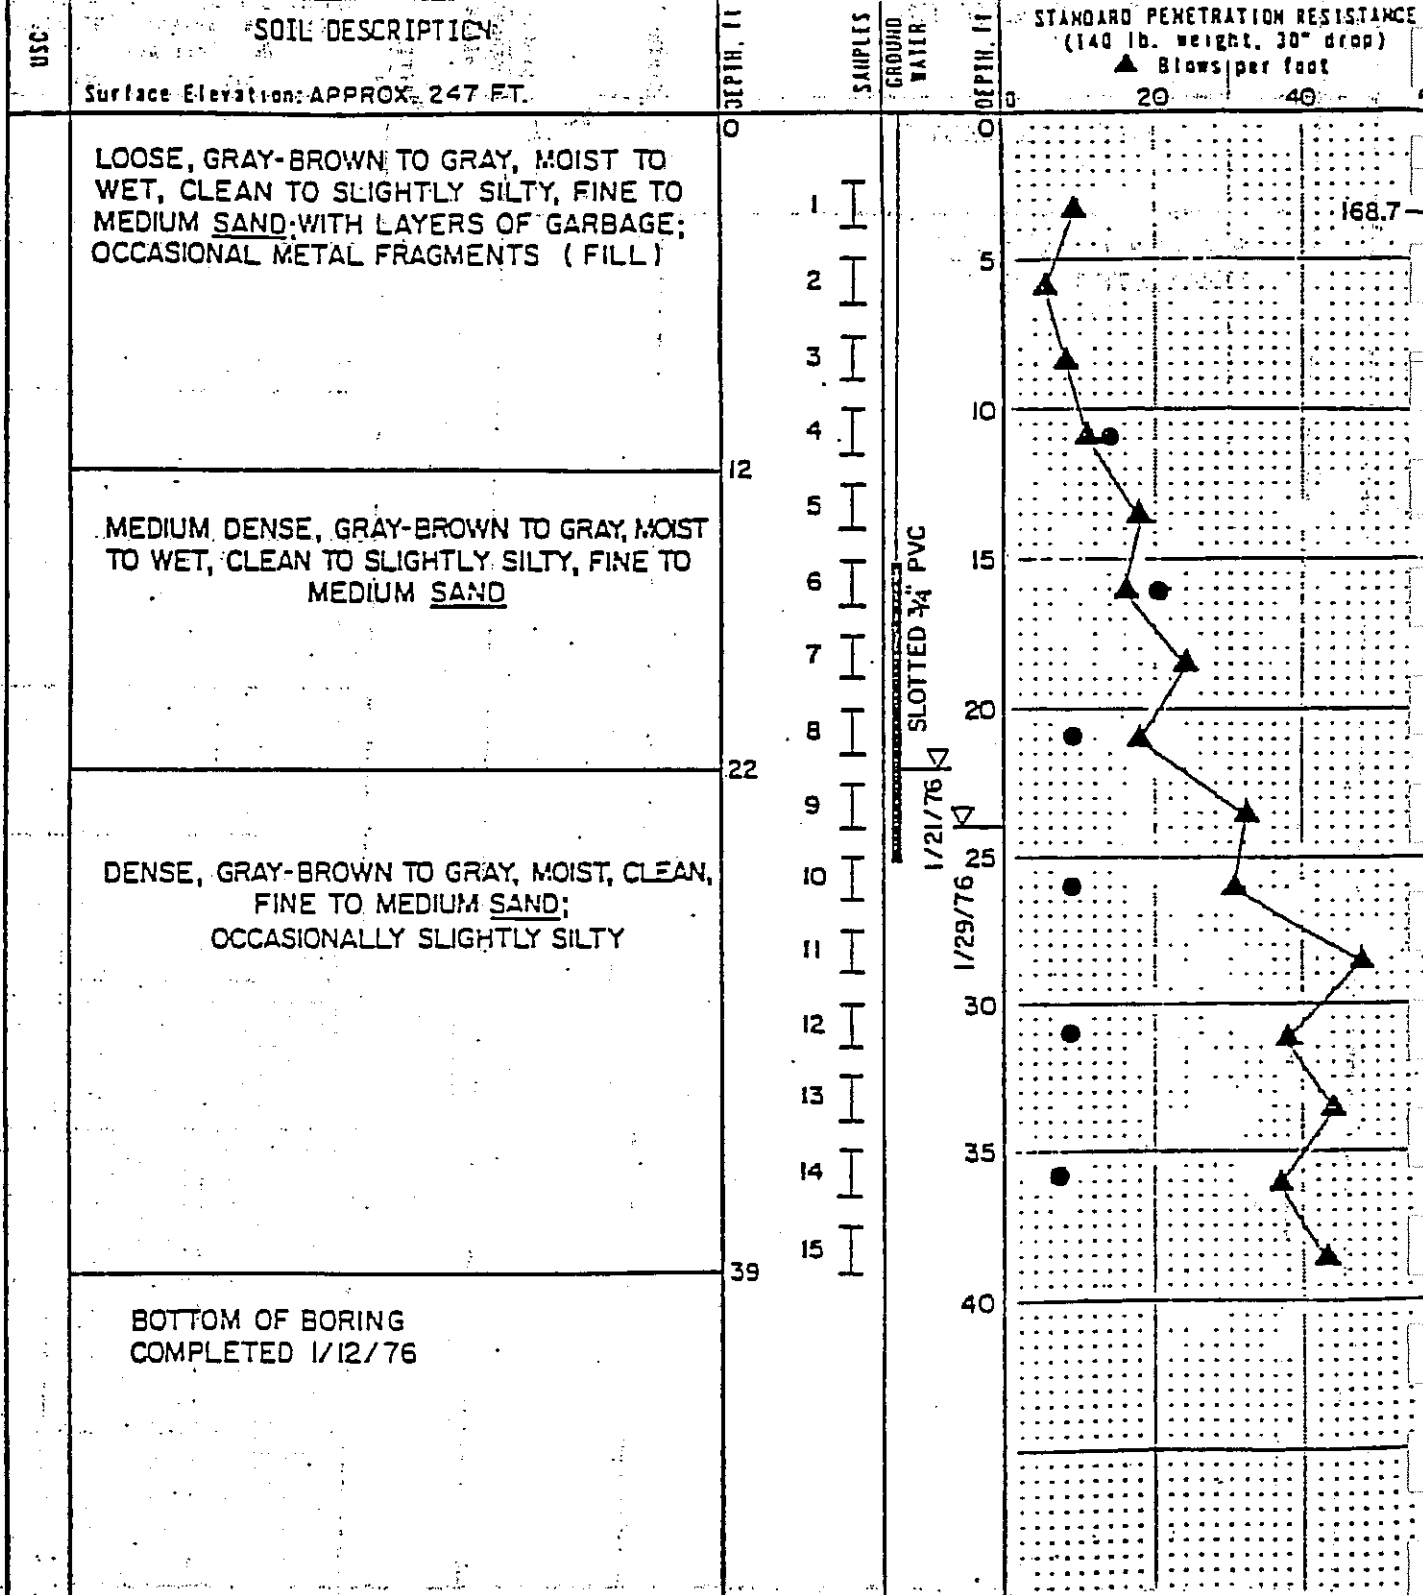 USC
SOIL DESCRIPTION
Surface Elevation: APPROX. 247 FT.
DEPTH, ft
SAMPLES
GROUND
WATER
DEPTH, ft
STANDARD PENETRATION RESISTANCE
(140 lb. weight, 30" drop)
▲ Blows per foot
0 20 40
0
LOOSE, GRAY-BROWN TO GRAY, MOIST TO
WET, CLEAN TO SLIGHTLY SILTY, FINE TO
MEDIUM SAND; WITH LAYERS OF GARBAGE;
OCCASIONAL METAL FRAGMENTS (FILL)
12
MEDIUM DENSE, GRAY-BROWN TO GRAY, MOIST
TO WET, CLEAN TO SLIGHTLY SILTY, FINE TO
MEDIUM SAND
22
DENSE, GRAY-BROWN TO GRAY, MOIST, CLEAN,
FINE TO MEDIUM SAND;
OCCASIONALLY SLIGHTLY SILTY
39
BOTTOM OF BORING
COMPLETED 1/12/76
1
2
3
4
5
6
7
8
9
10
11
12
13
14
15
SLOTTED 3/4" PVC
1/21/76
1/29/76
0
5
10
15
20
25
30
35
40
168.7